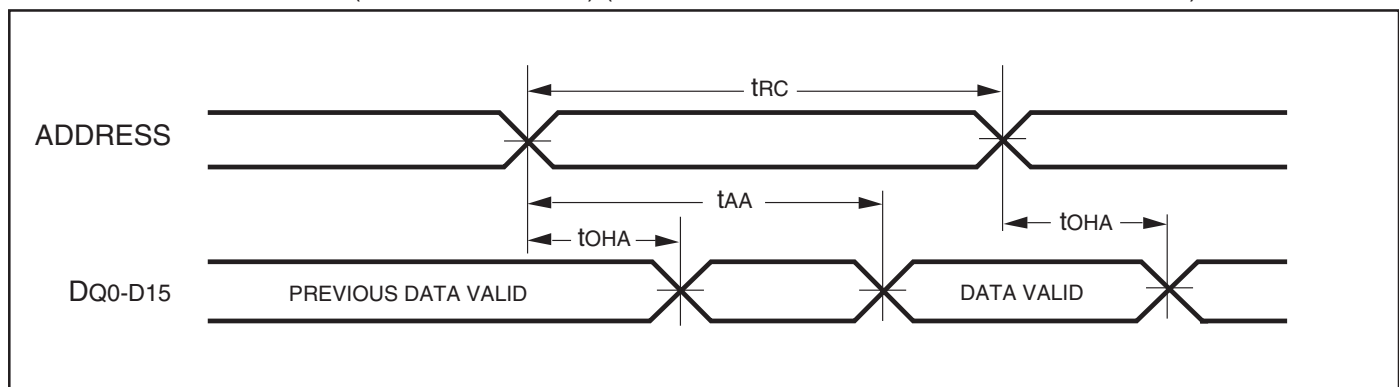 tRC
ADDRESS
tAA
tOHA
tOHA
DQ0-D15
PREVIOUS DATA VALID
DATA VALID